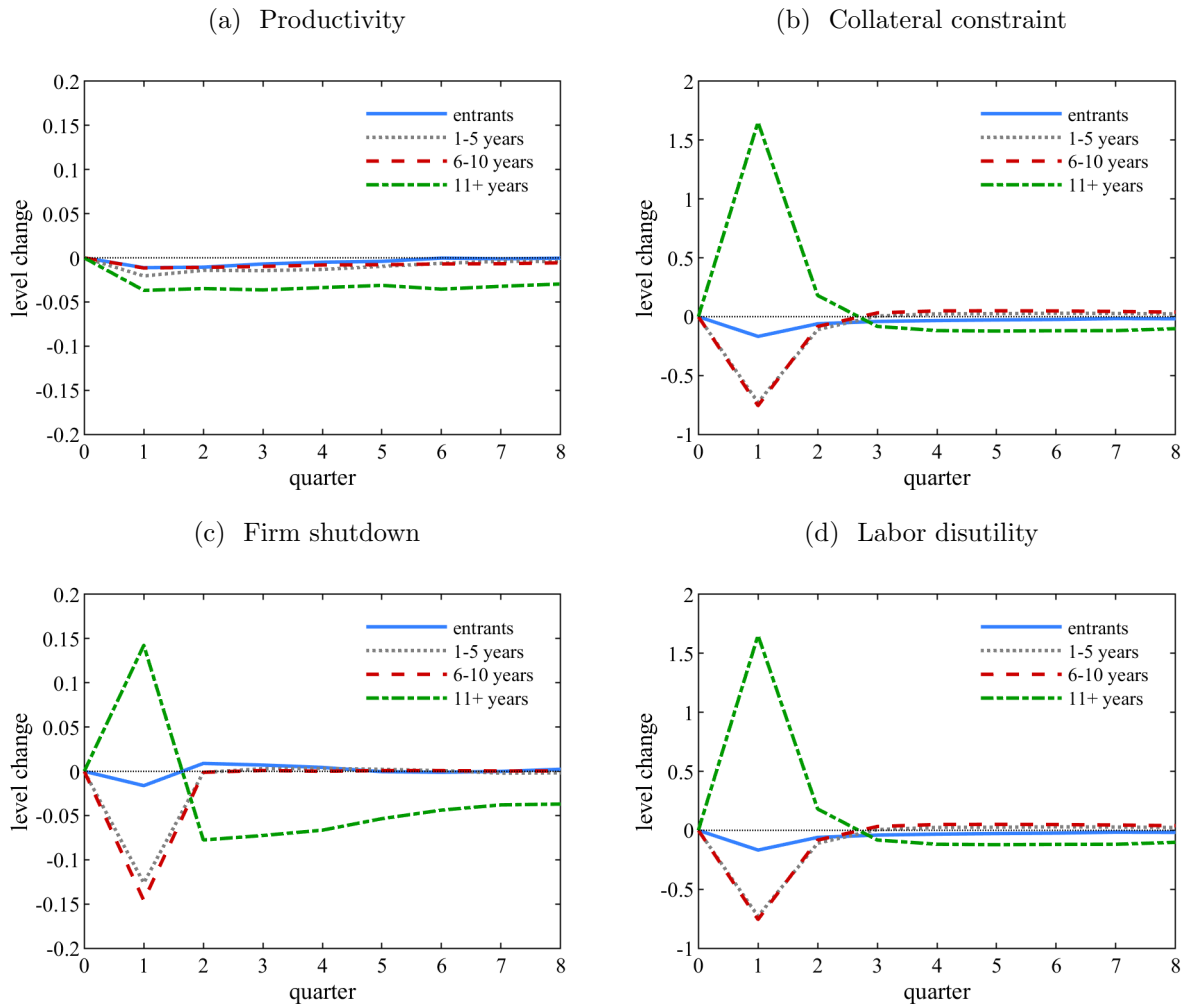 (a) Productivity
0.2
0.15
0.1
0.05
0
-0.05
-0.1
-0.15
-0.2
level change
entrants
1-5 years
6-10 years
11+ years
0 1 2 3 4 5 6 7 8
quarter
(b) Collateral constraint
2
1.5
1
0.5
0
-0.5
-1
level change
entrants
1-5 years
6-10 years
11+ years
0 1 2 3 4 5 6 7 8
quarter
(c) Firm shutdown
0.2
0.15
0.1
0.05
0
-0.05
-0.1
-0.15
-0.2
level change
entrants
1-5 years
6-10 years
11+ years
0 1 2 3 4 5 6 7 8
quarter
(d) Labor disutility
2
1.5
1
0.5
0
-0.5
-1
level change
entrants
1-5 years
6-10 years
11+ years
0 1 2 3 4 5 6 7 8
quarter